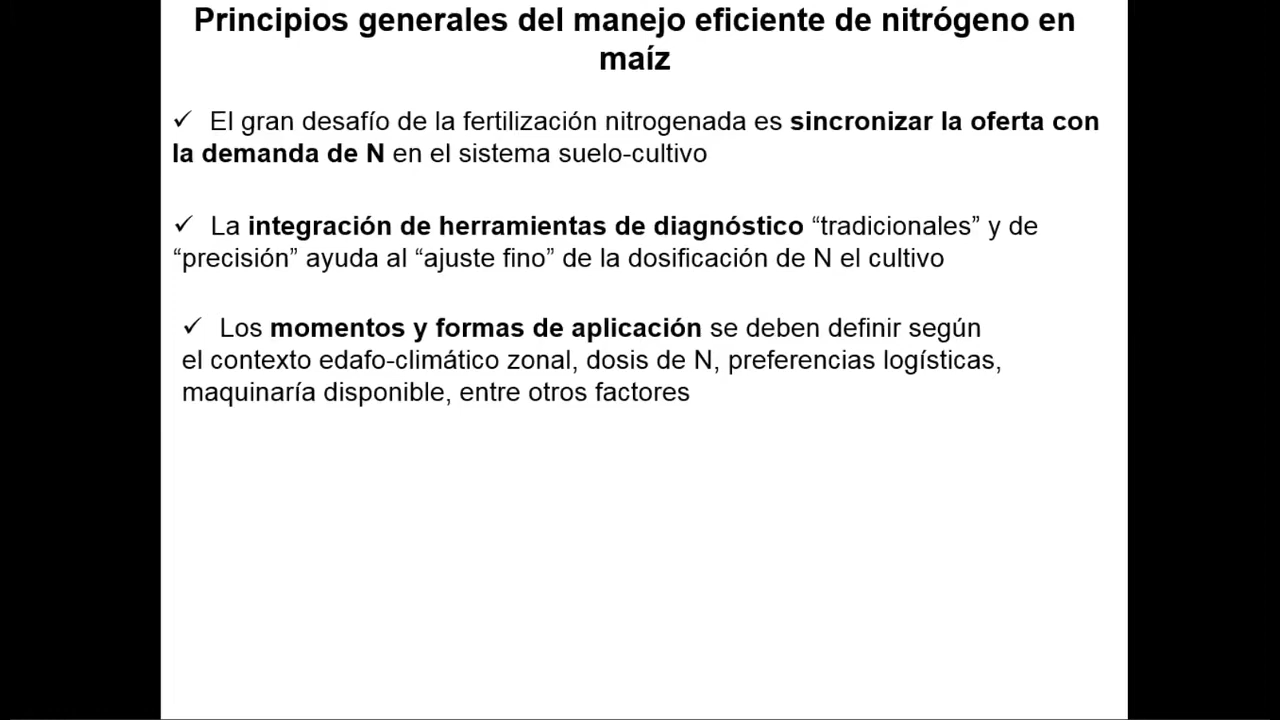 Principios generales del manejo eficiente de nitrógeno en
maíz
✓ El gran desafío de la fertilización nitrogenada es sincronizar la oferta con
la demanda de N en el sistema suelo-cultivo
✓ La integración de herramientas de diagnóstico “tradicionales” y de
“precisión” ayuda al “ajuste fino” de la dosificación de N el cultivo
✓ Los momentos y formas de aplicación se deben definir según
el contexto edafo-climático zonal, dosis de N, preferencias logísticas,
maquinaría disponible, entre otros factores